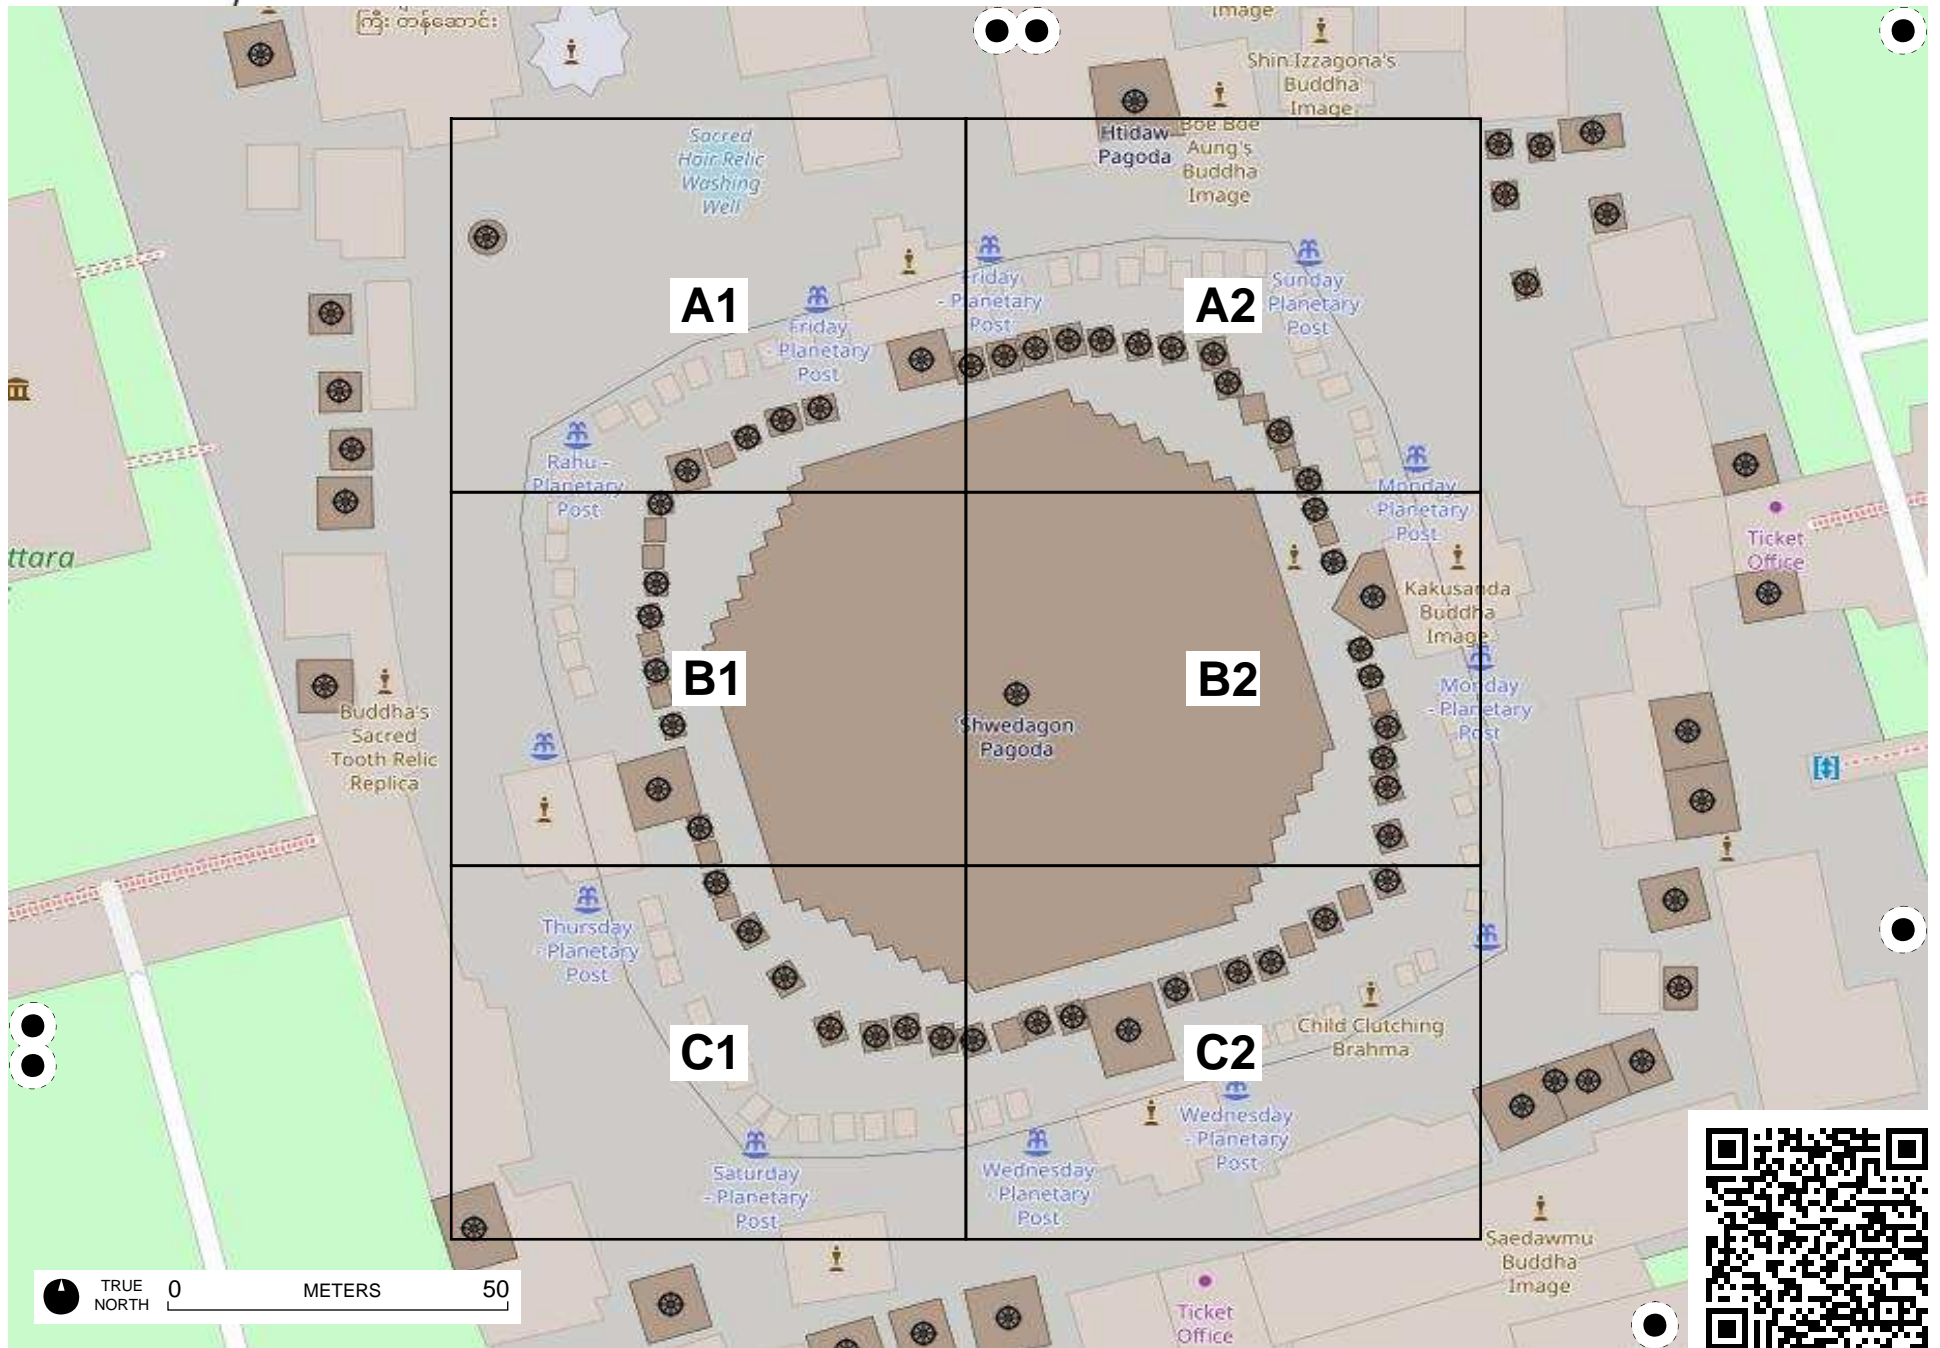 ကြီး တန်ဆောင်း
Image
Shin Izzagona's
Buddha
Image
Sacred
Hair Relic
Washing
Well
Htidaw
Pagoda
Boe Boe
Aung's
Buddha
Image
A1
A2
Friday
- Planetary
Post
Sunday
Planetary
Post
Friday
- Planetary
Post
Rahu -
Planetary
Post
Monday
- Planetary
Post
Ticket
Office
ttara
Kakusanda
Buddha
Image
B1
B2
Shwedagon
Pagoda
Monday
- Planetary
Post
Buddha's
Sacred
Tooth Relic
Replica
Thursday
- Planetary
Post
C1
C2
Child Clutching
Brahma
Wednesday
- Planetary
Post
Wednesday
- Planetary
Post
Saturday
- Planetary
Post
Saedawmu
Buddha
Image
TRUE
NORTH
0 METERS 50
Ticket
Office